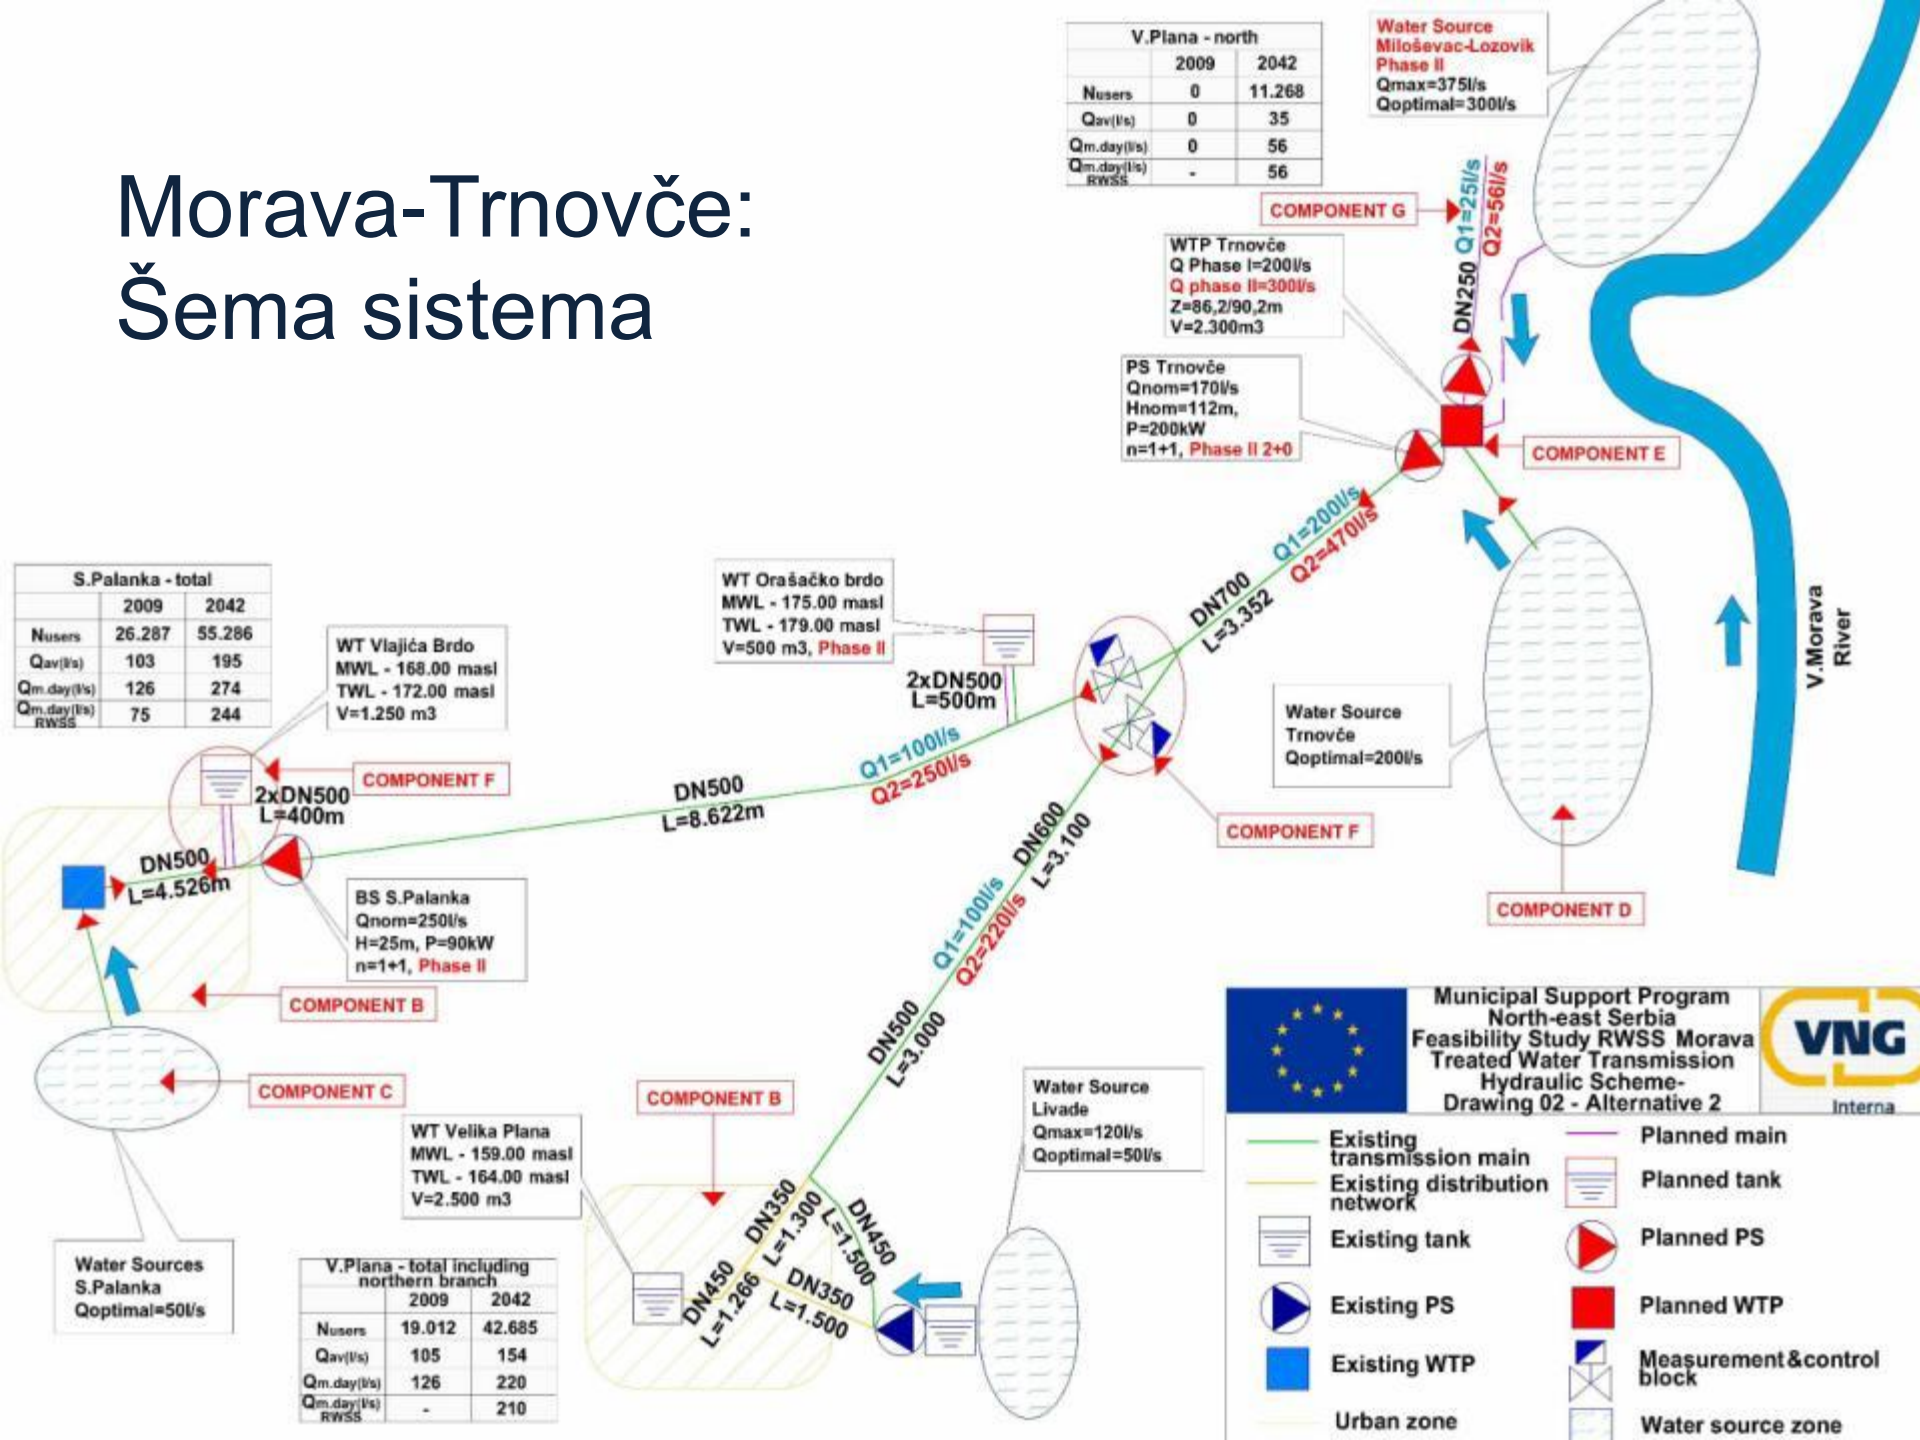 Morava-Trnovče:
Šema sistema
V.Plana - north
2009 2042
Nusers 0 11.268
Qav(l/s) 0 35
Qm.day(l/s) 0 56
Qm.day(l/s) RWSS - 56
Water Source
Miloševac-Lozovik
Phase II
Qmax=375l/s
Qoptimal=300l/s
COMPONENT G
Q1=25l/s
Q2=56l/s
DN250
WTP Trnovče
Q Phase I=200l/s
Q phase II=300l/s
Z=86,2/90,2m
V=2.300m3
PS Trnovče
Qnom=170l/s
Hnom=112m,
P=200kW
n=1+1, Phase II 2+0
COMPONENT E
Q1=200l/s
Q2=470l/s
DN700
L=3.352
S.Palanka - total
2009 2042
Nusers 26.287 55.286
Qav(l/s) 103 195
Qm.day(l/s) 126 274
Qm.day(l/s) RWSS 75 244
WT Vlajića Brdo
MWL - 168.00 masl
TWL - 172.00 masl
V=1.250 m3
WT Orašačko brdo
MWL - 175.00 masl
TWL - 179.00 masl
V=500 m3, Phase II
2xDN500
L=500m
Water Source
Trnovče
Qoptimal=200l/s
V.Morava
River
COMPONENT F
2xDN500
L=400m
Q1=100l/s
Q2=250l/s
DN500
L=8.622m
COMPONENT F
DN600
L=3.100
DN500
L=4.526m
BS S.Palanka
Qnom=250l/s
H=25m, P=90kW
n=1+1, Phase II
Q1=100l/s
Q2=220l/s
COMPONENT D
COMPONENT B
DN500
L=3.000
COMPONENT C
COMPONENT B
Water Source
Livade
Qmax=120l/s
Qoptimal=50l/s
WT Velika Plana
MWL - 159.00 masl
TWL - 164.00 masl
V=2.500 m3
DN350
L=1.300
DN450
L=1.500
DN450
L=1.266
DN350
L=1.500
Water Sources
S.Palanka
Qoptimal=50l/s
V.Plana - total including
northern branch
2009 2042
Nusers 19.012 42.685
Qav(l/s) 105 154
Qm.day(l/s) 126 220
Qm.day(l/s) RWSS - 210
Municipal Support Program
North-east Serbia
Feasibility Study RWSS Morava
Treated Water Transmission
Hydraulic Scheme-
Drawing 02 - Alternative 2
VNG
Interna
Existing
transmission main
Existing distribution
network
Existing tank
Existing PS
Existing WTP
Urban zone
Planned main
Planned tank
Planned PS
Planned WTP
Measurement&control
block
Water source zone